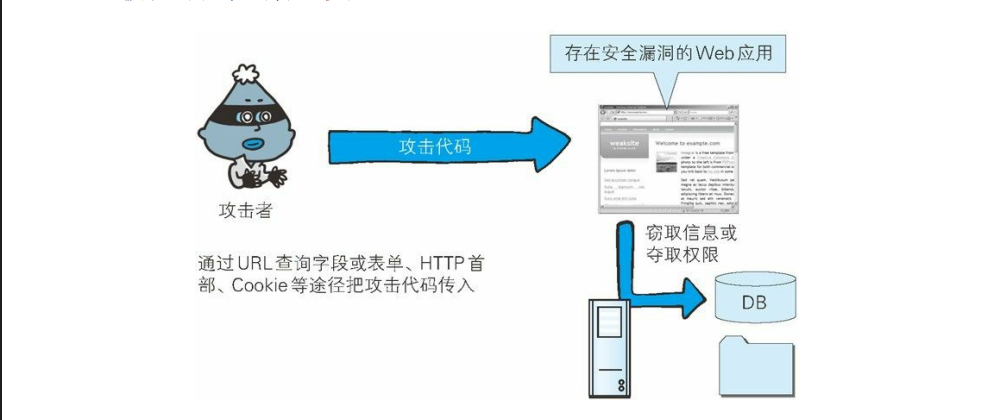 存在安全漏洞的Web应用
攻击代码
weaksite
Welcome to example.com
攻击者
窃取信息或
夺取权限
通过URL查询字段或表单、HTTP首
部、Cookie等途径把攻击代码传入
DB